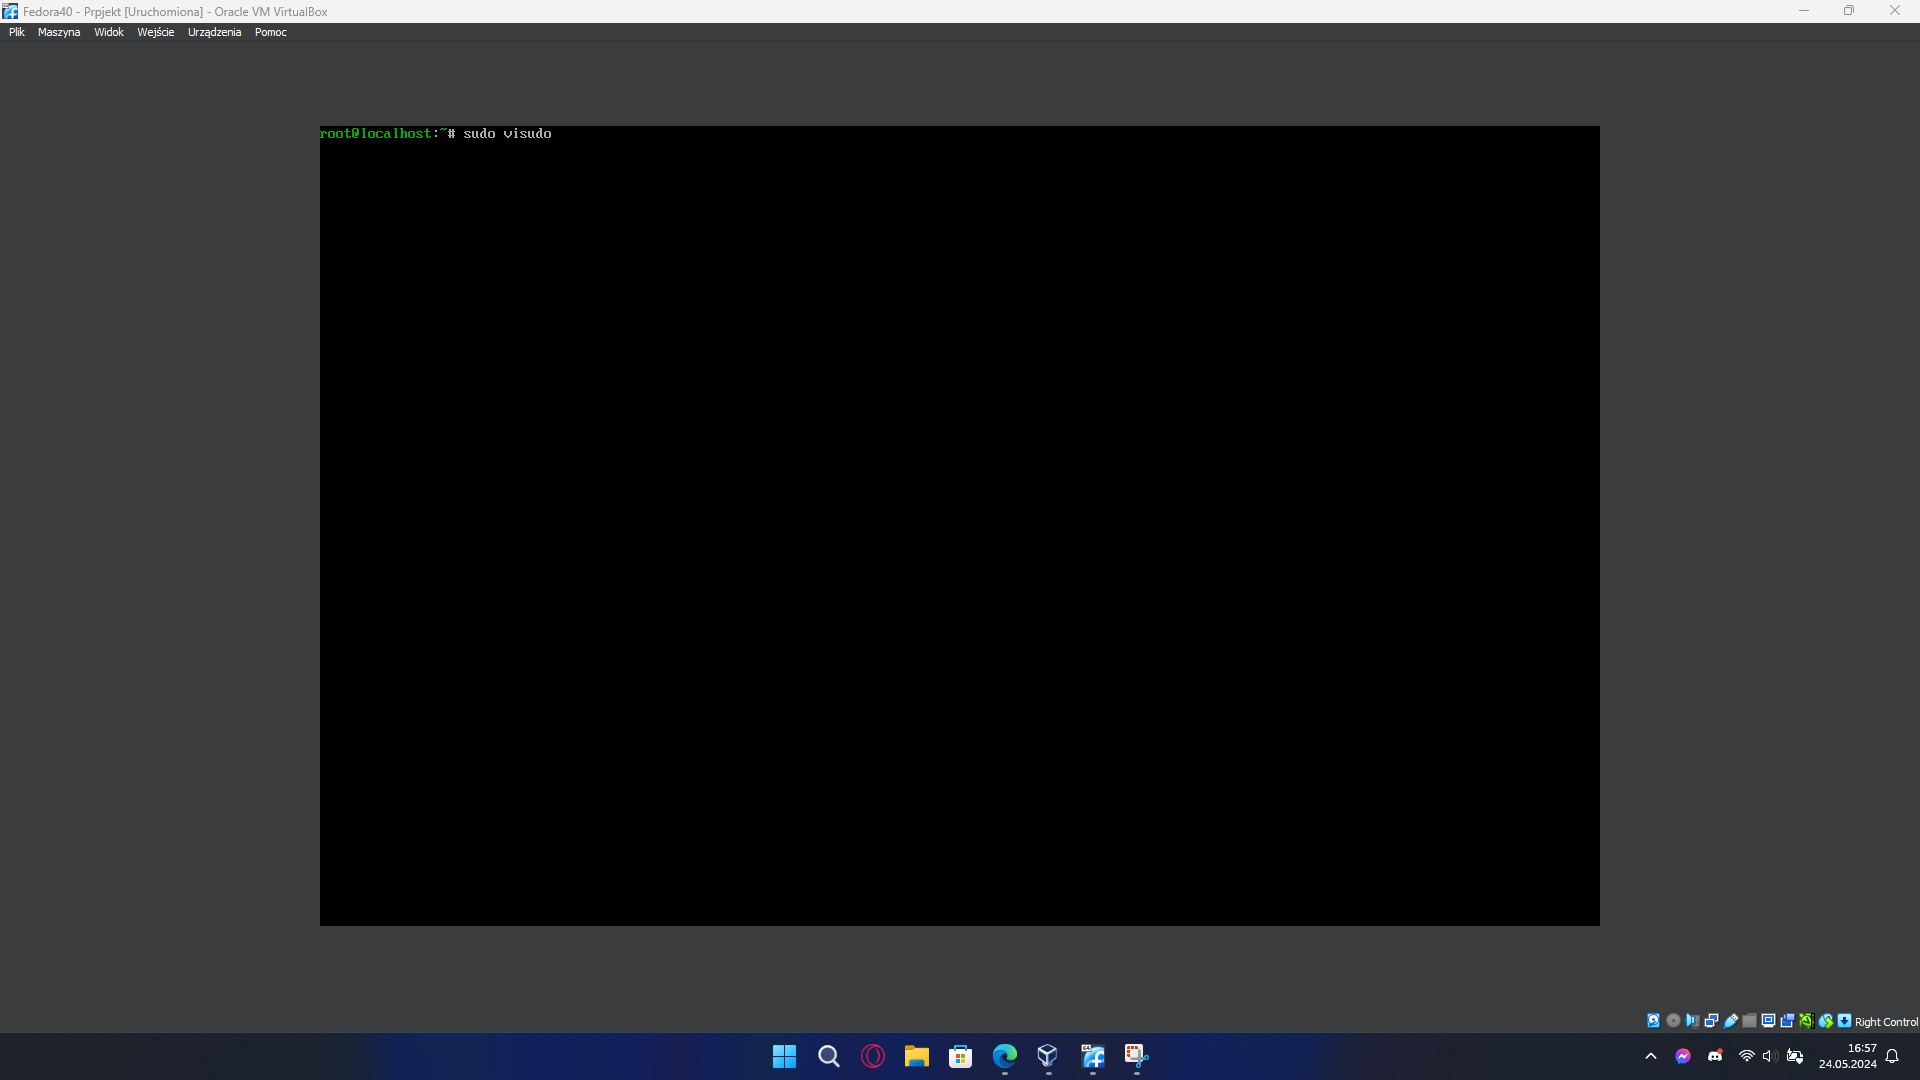 Fedora40 - Prpjekt [Uruchomiona] - Oracle VM VirtualBox
Plik Maszyna Widok Wejście Urządzenia Pomoc
root@localhost:~# sudo visudo
Right Control
16:57
24.05.2024